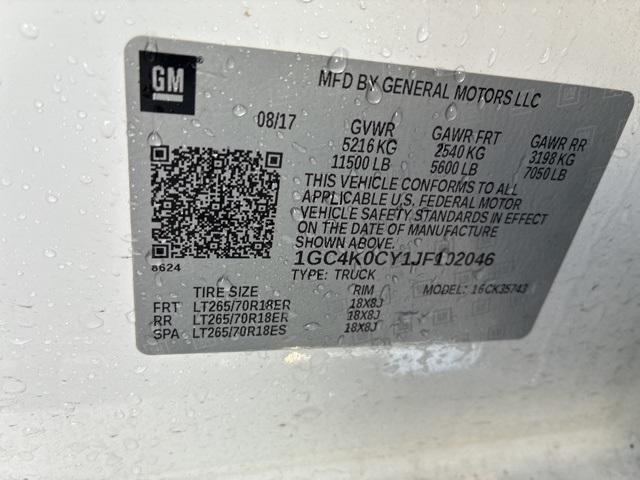 GM
MFD BY GENERAL MOTORS LLC
08/17 GVWR GAWR FRT GAWR RR
5216 KG 2540 KG 3198 KG
11500 LB 5600 LB 7050 LB
THIS VEHICLE CONFORMS TO ALL
APPLICABLE U.S. FEDERAL MOTOR
VEHICLE SAFETY STANDARDS IN EFFECT
ON THE DATE OF MANUFACTURE
SHOWN ABOVE.
8624
1GC4K0CY1JF102046
TYPE: TRUCK MODEL: 16CK35743
TIRE SIZE RIM
FRT LT265/70R18ER 18X8J
RR LT265/70R18ER 18X8J
SPA LT265/70R18ES 18X8J